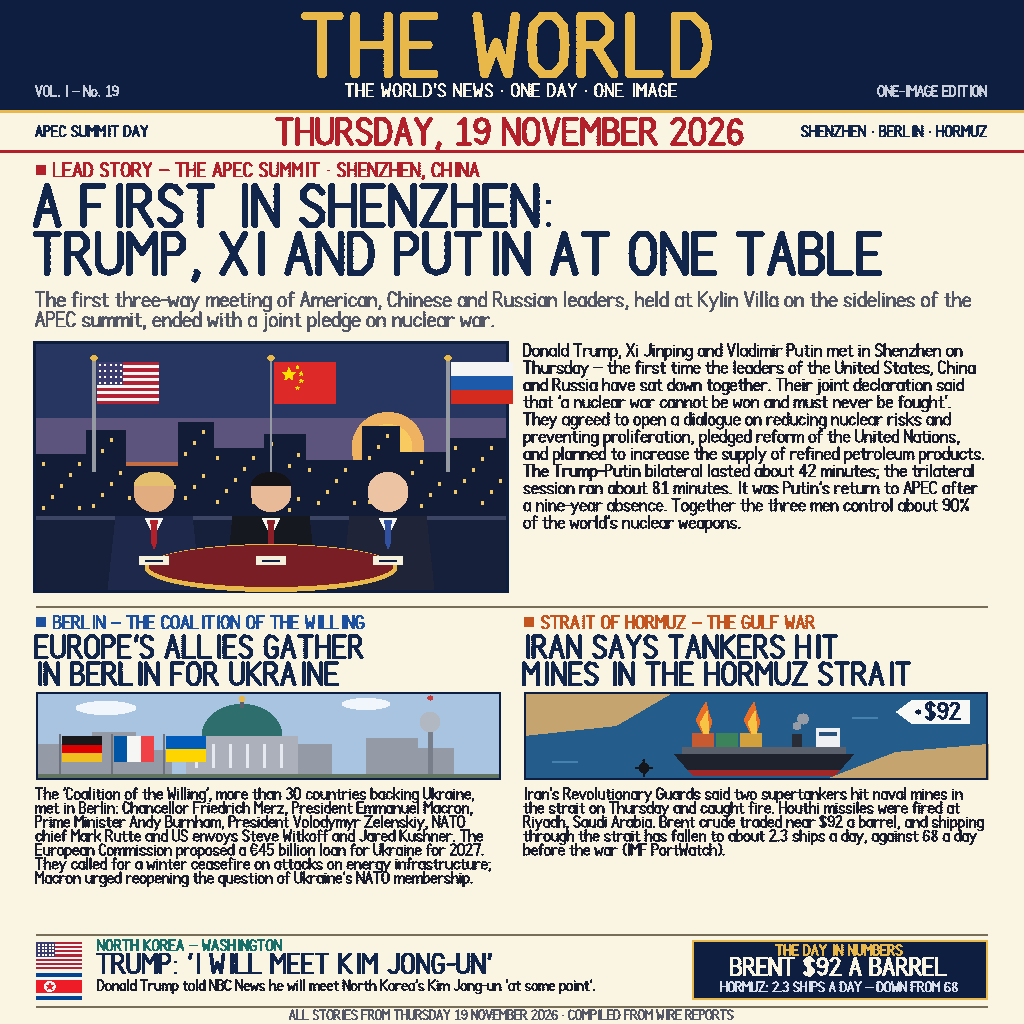 THE WORLD
THE WORLD'S NEWS · ONE DAY · ONE IMAGE
VOL. I – No. 19
ONE-IMAGE EDITION
APEC SUMMIT DAY
THURSDAY, 19 NOVEMBER 2026
SHENZHEN · BERLIN · HORMUZ
LEAD STORY – THE APEC SUMMIT · SHENZHEN, CHINA
A FIRST IN SHENZHEN:
TRUMP, XI AND PUTIN AT ONE TABLE
The first three-way meeting of American, Chinese and Russian leaders, held at Kylin Villa on the sidelines of the
APEC summit, ended with a joint pledge on nuclear war.
Donald Trump, Xi Jinping and Vladimir Putin met in Shenzhen on
Thursday – the first time the leaders of the United States, China
and Russia have sat down together. Their joint declaration said
that 'a nuclear war cannot be won and must never be fought'.
They agreed to open a dialogue on reducing nuclear risks and
preventing proliferation, pledged reform of the United Nations,
and planned to increase the supply of refined petroleum products.
The Trump-Putin bilateral lasted about 42 minutes; the trilateral
session ran about 81 minutes. It was Putin's return to APEC after
a nine-year absence. Together the three men control about 90%
of the world's nuclear weapons.
BERLIN – THE COALITION OF THE WILLING
EUROPE'S ALLIES GATHER
IN BERLIN FOR UKRAINE
The 'Coalition of the Willing', more than 30 countries backing Ukraine,
met in Berlin: Chancellor Friedrich Merz, President Emmanuel Macron,
Prime Minister Andy Burnham, President Volodymyr Zelenskiy, NATO
chief Mark Rutte and US envoys Steve Witkoff and Jared Kushner. The
European Commission proposed a €45 billion loan for Ukraine for 2027.
They called for a winter ceasefire on attacks on energy infrastructure;
Macron urged reopening the question of Ukraine's NATO membership.
STRAIT OF HORMUZ – THE GULF WAR
IRAN SAYS TANKERS HIT
MINES IN THE HORMUZ STRAIT
$92
Iran's Revolutionary Guards said two supertankers hit naval mines in
the strait on Thursday and caught fire. Houthi missiles were fired at
Riyadh, Saudi Arabia. Brent crude traded near $92 a barrel, and shipping
through the strait has fallen to about 2.3 ships a day, against 68 a day
before the war (IMF PortWatch).
NORTH KOREA – WASHINGTON
TRUMP: 'I WILL MEET KIM JONG-UN'
Donald Trump told NBC News he will meet North Korea's Kim Jong-un 'at some point'.
THE DAY IN NUMBERS
BRENT $92 A BARREL
HORMUZ: 2.3 SHIPS A DAY – DOWN FROM 68
ALL STORIES FROM THURSDAY 19 NOVEMBER 2026 · COMPILED FROM WIRE REPORTS